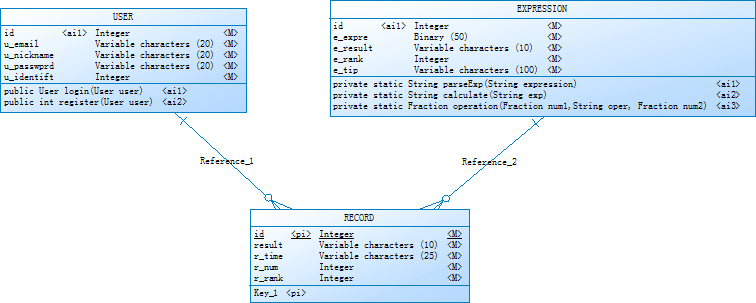 USER
id <ai1> Integer <M>
u_email Variable characters (20) <M>
u_nickname Variable characters (20) <M>
u_passwprd Variable characters (20) <M>
u_identift Integer <M>
public User login(User user) <ai1>
public int register(User user) <ai2>
EXPRESSION
id <ai1> Integer <M>
e_expre Binary (50) <M>
e_result Variable characters (10) <M>
e_rank Integer <M>
e_tip Variable characters (100) <M>
private static String parseExp(String expression) <ai1>
private static String calculate(String exp) <ai2>
private static Fraction operation(Fraction num1,String oper, Fraction num2) <ai3>
Reference_1
Reference_2
RECORD
id <pi> Integer <M>
result Variable characters (10) <M>
r_time Variable characters (25) <M>
r_num Integer <M>
r_rank Integer <M>
Key_1 <pi>